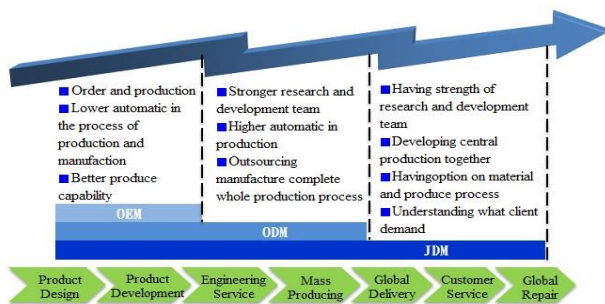 Order and production
Lower automatic in
the process of
production and
manufaction
Better produce
capability
Stronger research and
development team
Higher automatic in
production
Outsourcing
manufacture complete
whole production process
Having strength of
research and development
team
Developing central
production together
Havingoption on material
and produce process
Understanding what client
demand
OEM
ODM
JDM
Product
Design
Product
Development
Engineering
Service
Mass
Producing
Global
Delivery
Customer
Service
Global
Repair